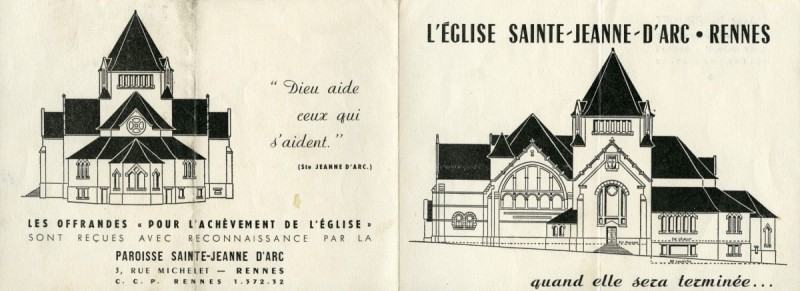 " Dieu aide
ceux qui
s'aident. "
(Ste JEANNE D'ARC.)
LES OFFRANDES « POUR L'ACHÈVEMENT DE L'ÉGLISE »
SONT REÇUES AVEC RECONNAISSANCE PAR LA
PAROISSE SAINTE-JEANNE D'ARC
3, RUE MICHELET — RENNES
C. C. P. RENNES 1.372.32
L'ÉGLISE SAINTE-JEANNE-D'ARC • RENNES
quand elle sera terminée...